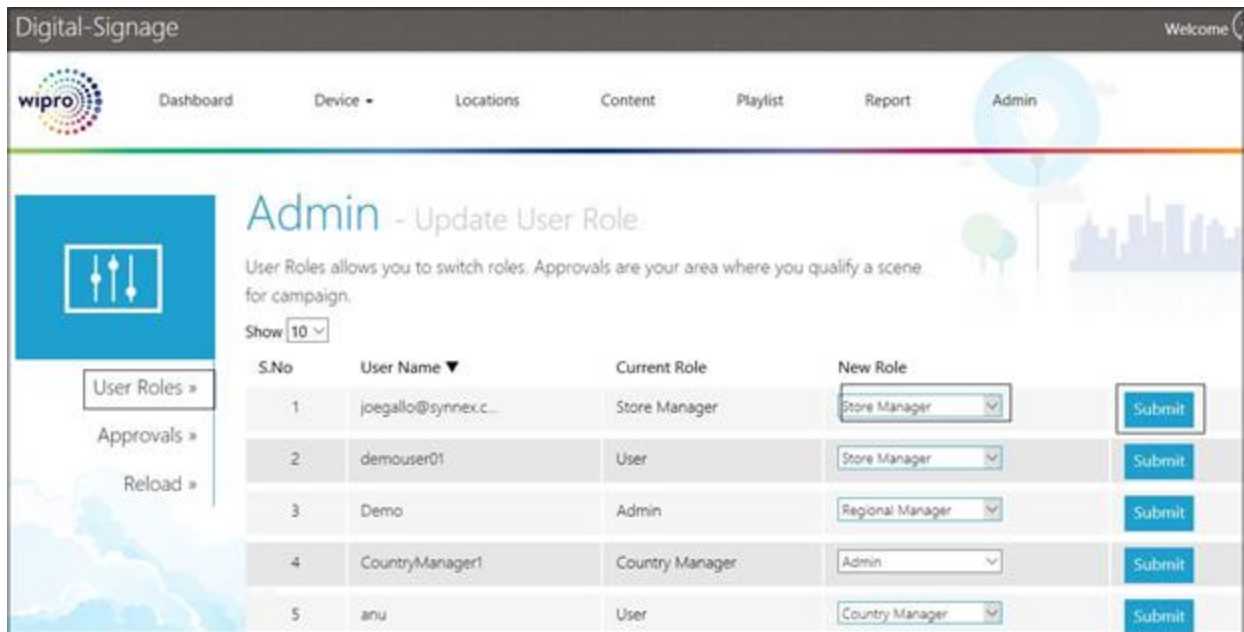 Digital-Signage
Welcome
wipro
Dashboard
Device
Locations
Content
Playlist
Report
Admin
Admin - Update User Role
User Roles allows you to switch roles. Approvals are your area where you qualify a scene
for campaign.
Show 10
User Roles »
Approvals »
Reload »
S.No User Name ▼ Current Role New Role
1 joegallo@synnex.c... Store Manager Store Manager Submit
2 demouser01 User Store Manager Submit
3 Demo Admin Regional Manager Submit
4 CountryManager1 Country Manager Admin Submit
5 anu User Country Manager Submit